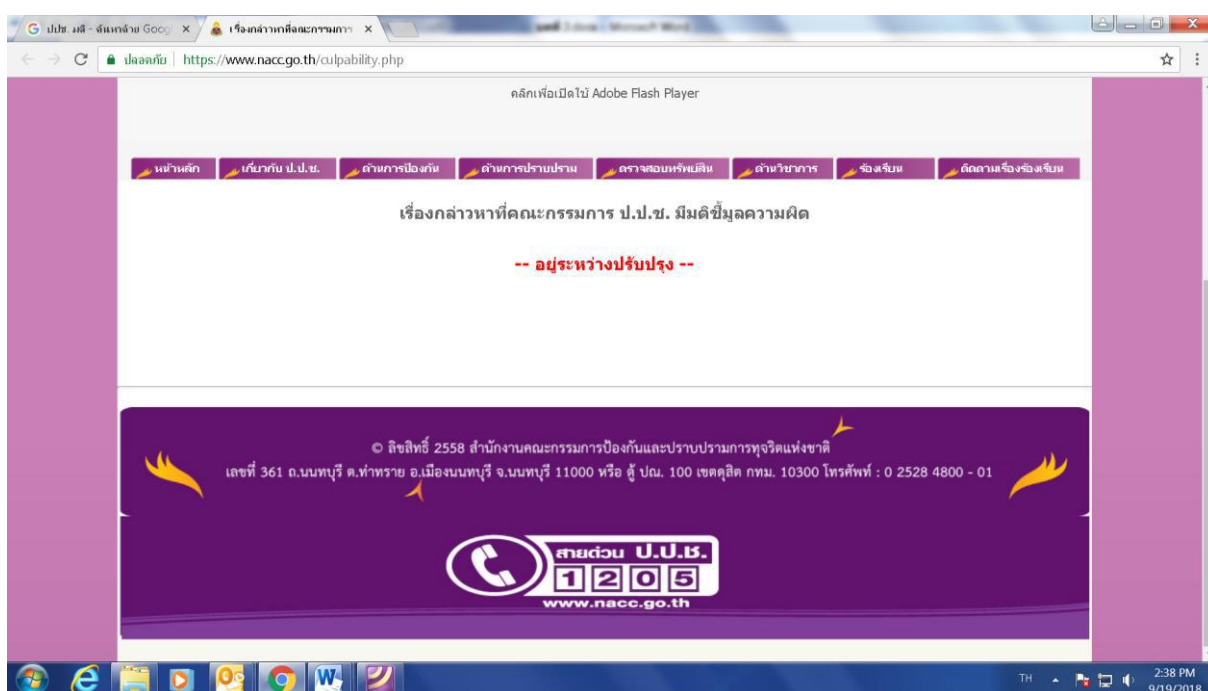 ปปช. มติ - ค้นหาด้วย Goog
เรื่องกล่าวหาที่คณะกรรมการ
บทที่ 3.docx - Microsoft Word
ปลอดภัย https://www.nacc.go.th/culpability.php
คลิกเพื่อเปิดใช้ Adobe Flash Player
หน้าหลัก เกี่ยวกับ ป.ป.ช. ด้านการป้องกัน ด้านการปราบปราม ตรวจสอบทรัพย์สิน ด้านวิชาการ ร้องเรียน ติดตามเรื่องร้องเรียน
เรื่องกล่าวหาที่คณะกรรมการ ป.ป.ช. มีมติชี้มูลความผิด
-- อยู่ระหว่างปรับปรุง --
© ลิขสิทธิ์ 2558 สำนักงานคณะกรรมการป้องกันและปราบปรามการทุจริตแห่งชาติ
เลขที่ 361 ถ.นนทบุรี ต.ท่าทราย อ.เมืองนนทบุรี จ.นนทบุรี 11000 หรือ ตู้ ปณ. 100 เขตดุสิต กทม. 10300 โทรศัพท์ : 0 2528 4800 - 01
สายด่วน ป.ป.ช.
1205
www.nacc.go.th
TH
2:38 PM
9/19/2018